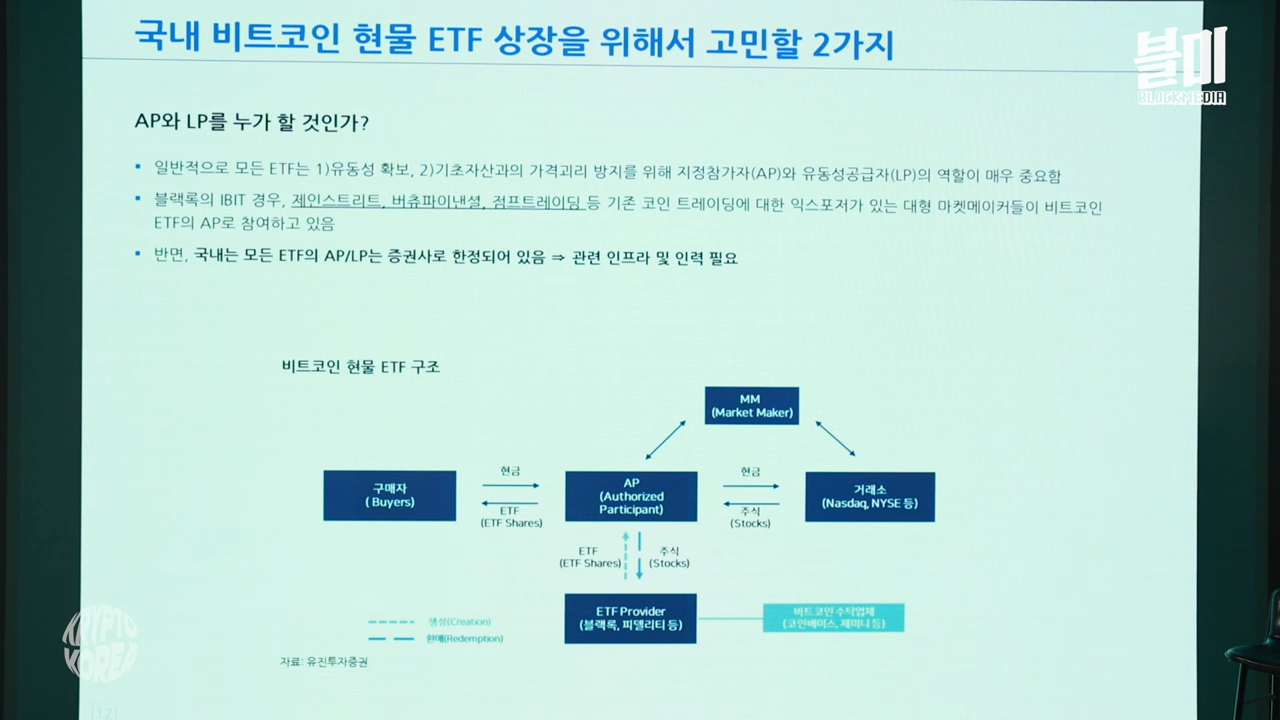 국내 비트코인 현물 ETF 상장을 위해서 고민할 2가지
블미
BLOCKMEDIA
AP와 LP를 누가 할 것인가?
▪ 일반적으로 모든 ETF는 1)유동성 확보, 2)기초자산과의 가격괴리 방지를 위해 지정참가자(AP)와 유동성공급자(LP)의 역할이 매우 중요함
▪ 블랙록의 IBIT 경우, 제인스트리트, 버츄파이낸셜, 점프트레이딩 등 기존 코인 트레이딩에 대한 익스포저가 있는 대형 마켓메이커들이 비트코인
ETF의 AP로 참여하고 있음
▪ 반면, 국내는 모든 ETF의 AP/LP는 증권사로 한정되어 있음 ⇒ 관련 인프라 및 인력 필요
비트코인 현물 ETF 구조
MM
(Market Maker)
구매자
( Buyers)
현금
ETF
(ETF Shares)
AP
(Authorized
Participant)
현금
주식
(Stocks)
거래소
(Nasdaq, NYSE 등)
ETF
(ETF Shares)
주식
(Stocks)
ETF Provider
(블랙록, 피델리티 등)
비트코인 수탁업체
(코인베이스, 제미니 등)
생성(Creation)
환매(Redemption)
자료: 유진투자증권
KRYPTO
KOREA
[12]